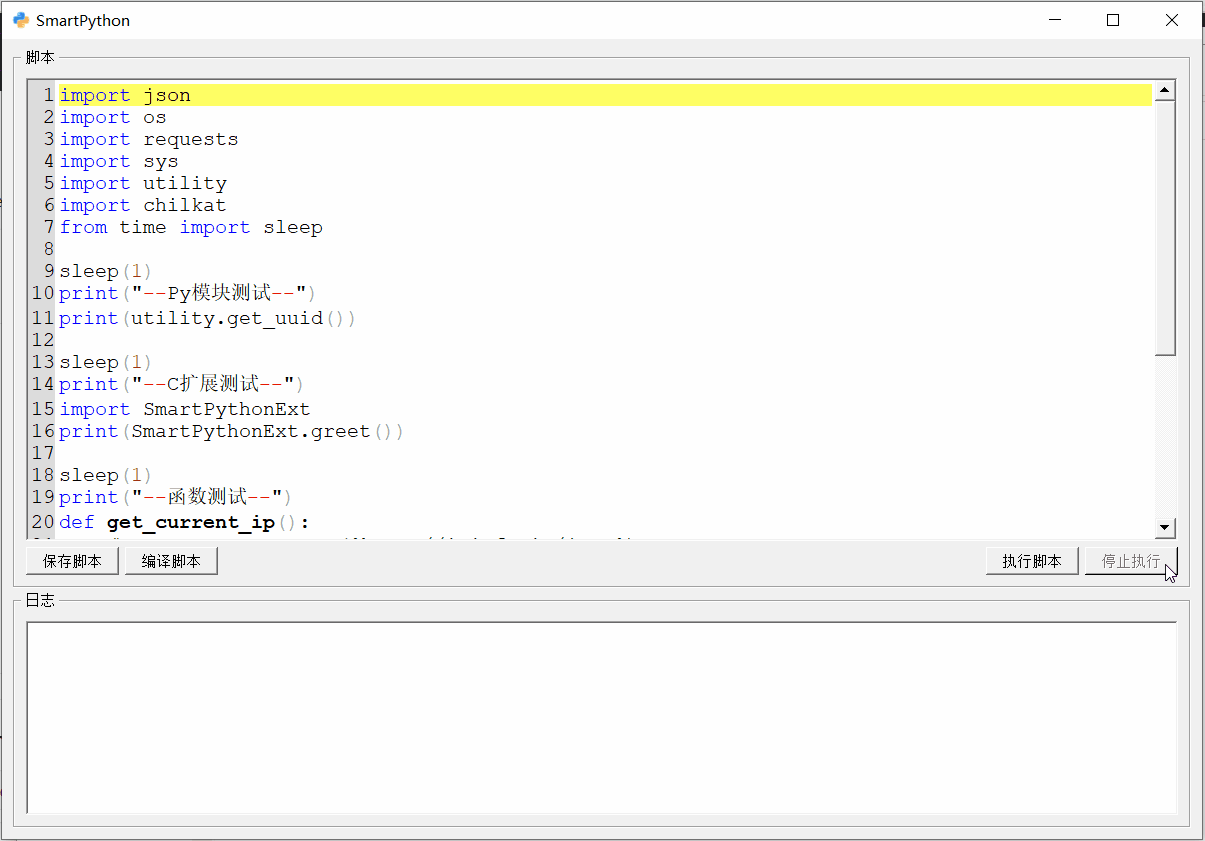 SmartPython
脚本
1 import json
2 import os
3 import requests
4 import sys
5 import utility
6 import chilkat
7 from time import sleep
8
9 sleep(1)
10 print("--Py模块测试--")
11 print(utility.get_uuid())
12
13 sleep(1)
14 print("--C扩展测试--")
15 import SmartPythonExt
16 print(SmartPythonExt.greet())
17
18 sleep(1)
19 print("--函数测试--")
20 def get_current_ip():
保存脚本 编译脚本 执行脚本 停止执行
日志